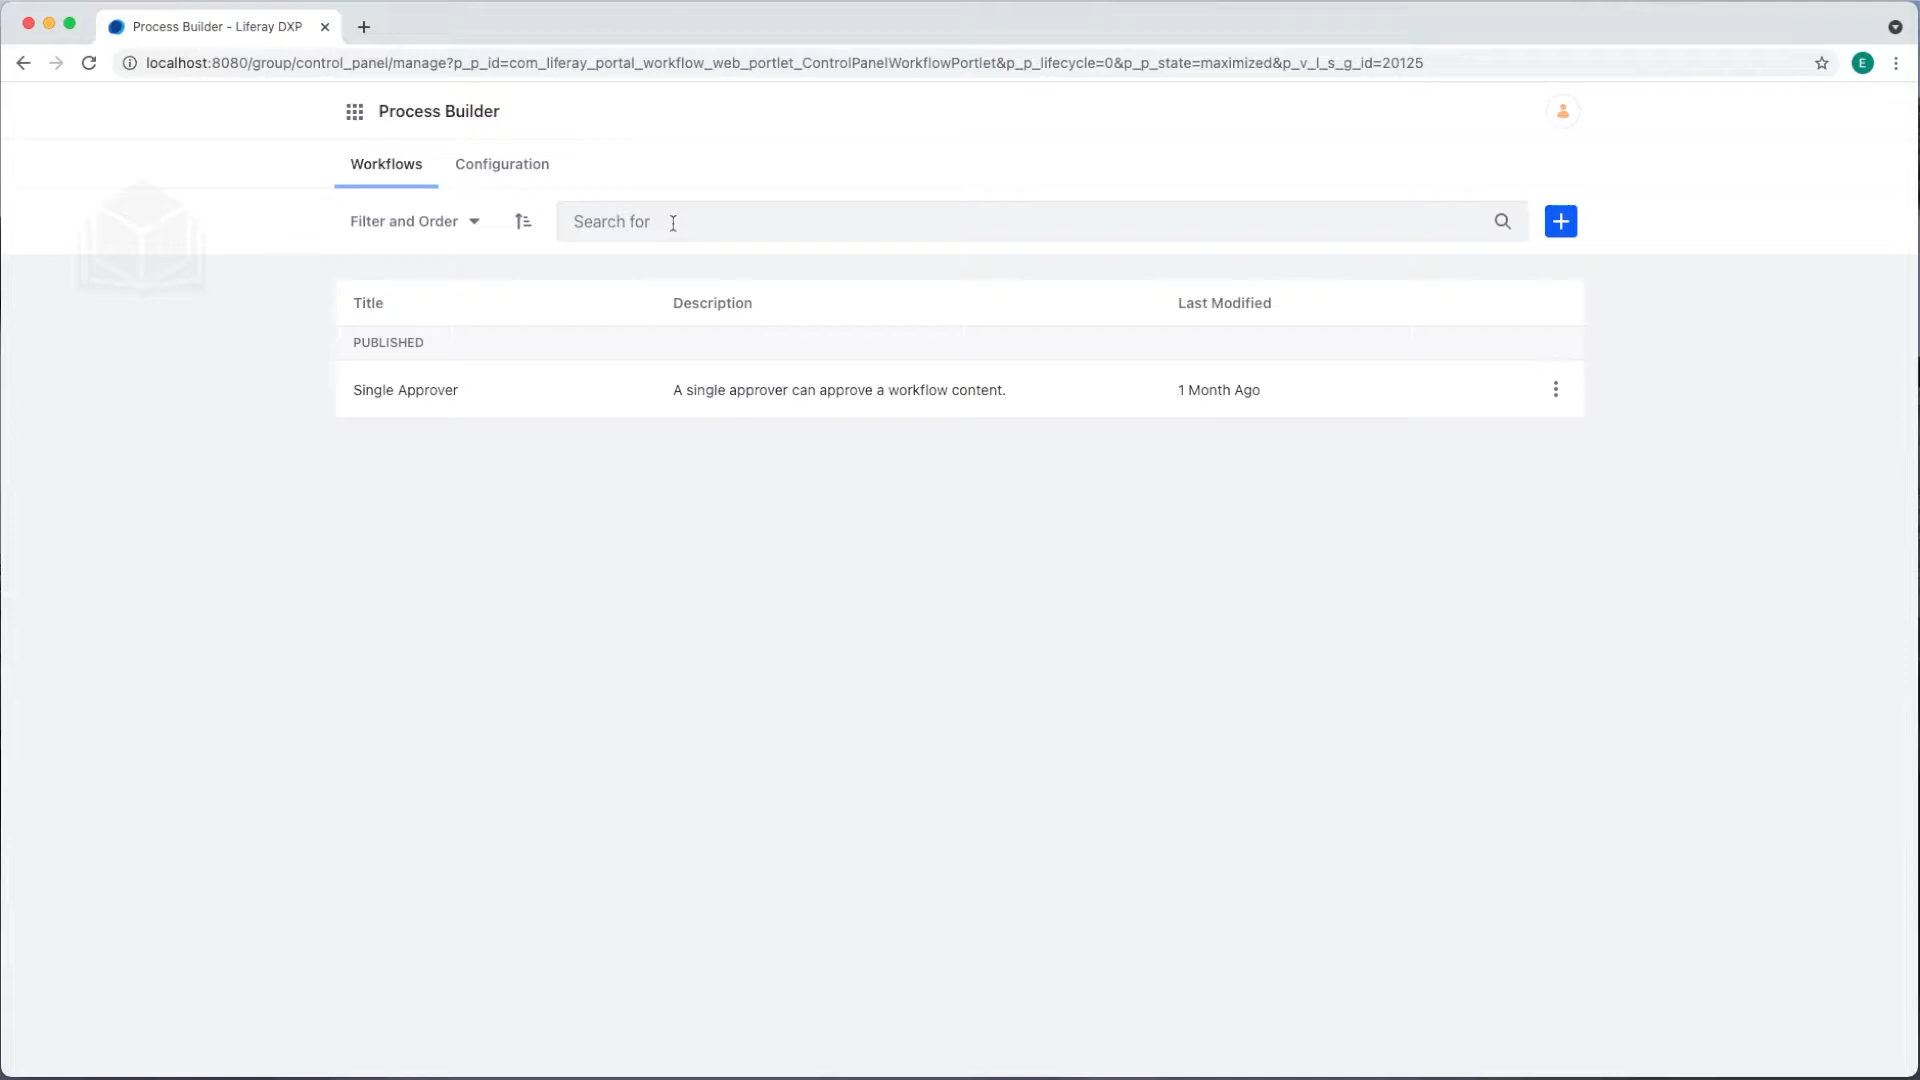 Process Builder - Liferay DXP
localhost:8080/group/control_panel/manage?p_p_id=com_liferay_portal_workflow_web_portlet_ControlPanelWorkflowPortlet&p_p_lifecycle=0&p_p_state=maximized&p_v_l_s_g_id=20125
E
Process Builder
Workflows Configuration
Filter and Order Search for
Title Description Last Modified
PUBLISHED
Single Approver A single approver can approve a workflow content. 1 Month Ago